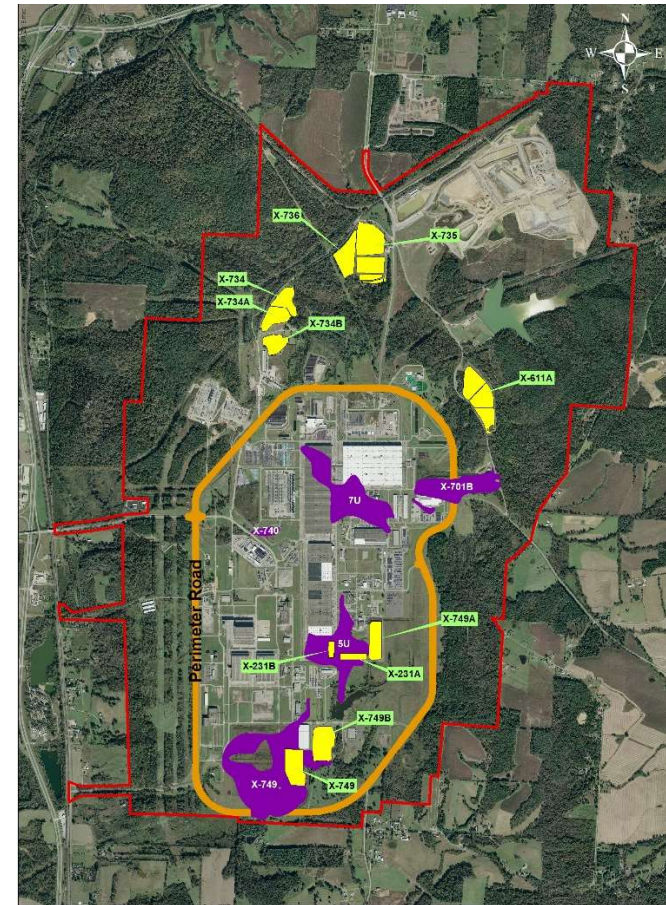 N
W E
S
X-736
X-735
X-734
X-734A
X-734B
X-611A
X-701B
7U
X-740
Perimeter Road
X-749A
5U
X-231B
X-231A
X-749B
X-749
X-749